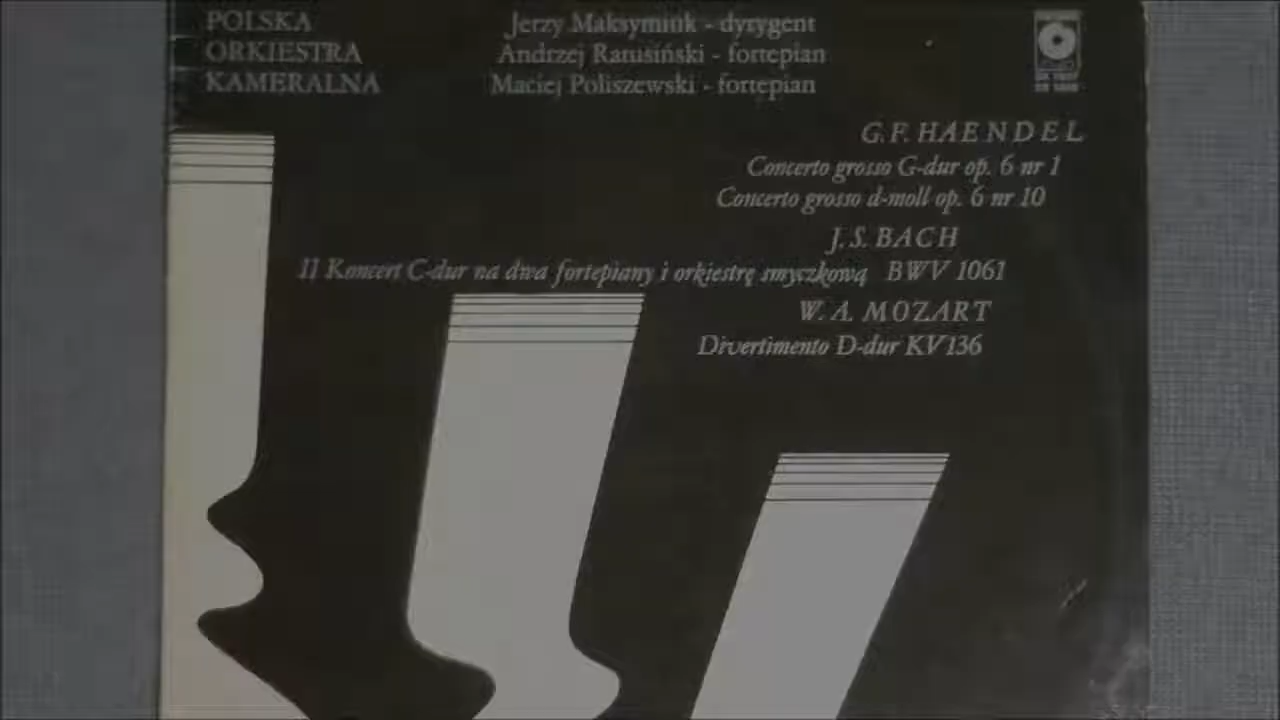 POLSKA
ORKIESTRA
KAMERALNA
Jerzy Maksymiuk - dyrygent
Andrzej Ratusiński - fortepian
Maciej Poliszewski - fortepian
G.F. HAENDEL
Concerto grosso G-dur op. 6 nr 1
Concerto grosso d-moll op. 6 nr 10
J.S. BACH
II Koncert C-dur na dwa fortepiany i orkiestrę smyczkową BWV 1061
W.A. MOZART
Divertimento D-dur KV136